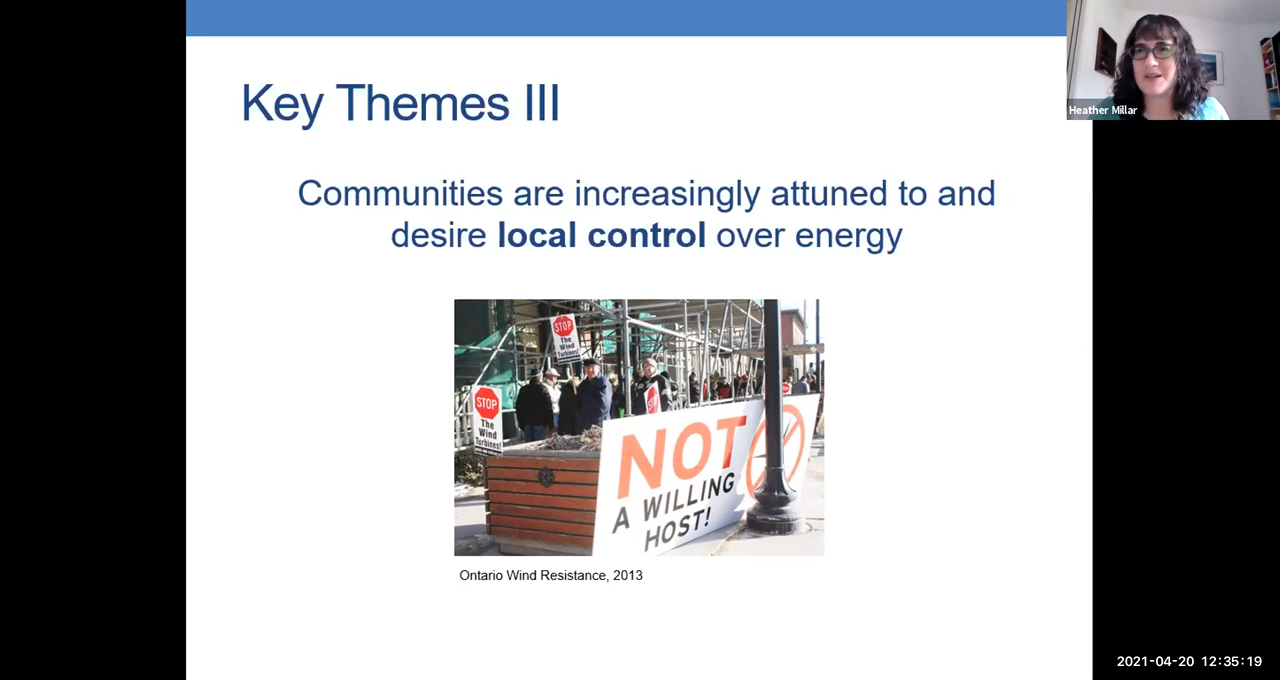 Key Themes III
Heather Millar
Communities are increasingly attuned to and
desire local control over energy
STOP
The
Wind
Turbines!
STOP
The
Wind
Turbines!
NOT
A WILLING
HOST!
Ontario Wind Resistance, 2013
2021-04-20 12:35:19